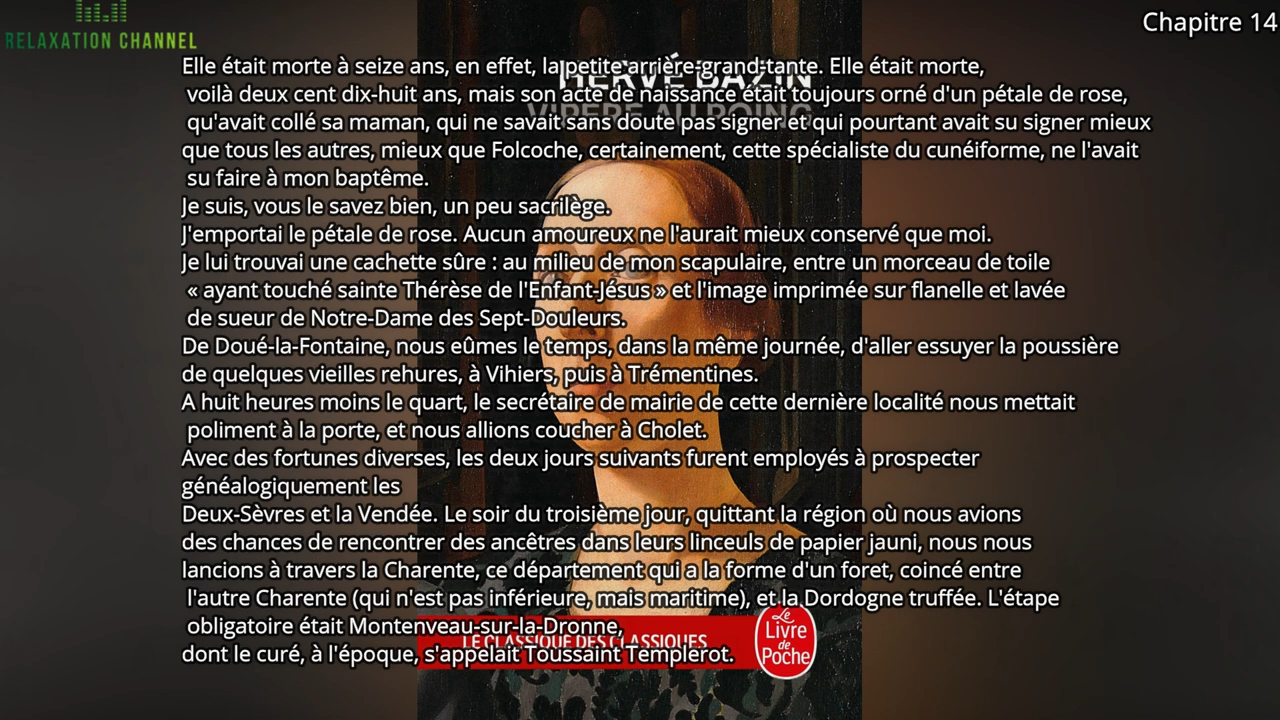 RELAXATION CHANNEL
Chapitre 14
HERVÉ BAZIN
VIPÈRE AU POING
Elle était morte à seize ans, en effet, la petite arrière-grand-tante. Elle était morte,
voilà deux cent dix-huit ans, mais son acte de naissance était toujours orné d'un pétale de rose,
qu'avait collé sa maman, qui ne savait sans doute pas signer et qui pourtant avait su signer mieux
que tous les autres, mieux que Folcoche, certainement, cette spécialiste du cunéiforme, ne l'avait
su faire à mon baptême.
Je suis, vous le savez bien, un peu sacrilège.
J'emportai le pétale de rose. Aucun amoureux ne l'aurait mieux conservé que moi.
Je lui trouvai une cachette sûre : au milieu de mon scapulaire, entre un morceau de toile
« ayant touché sainte Thérèse de l'Enfant-Jésus » et l'image imprimée sur flanelle et lavée
de sueur de Notre-Dame des Sept-Douleurs.
De Doué-la-Fontaine, nous eûmes le temps, dans la même journée, d'aller essuyer la poussière
de quelques vieilles rehures, à Vihiers, puis à Trémentines.
A huit heures moins le quart, le secrétaire de mairie de cette dernière localité nous mettait
poliment à la porte, et nous allions coucher à Cholet.
Avec des fortunes diverses, les deux jours suivants furent employés à prospecter
généalogiquement les
Deux-Sèvres et la Vendée. Le soir du troisième jour, quittant la région où nous avions
des chances de rencontrer des ancêtres dans leurs linceuls de papier jauni, nous nous
lancions à travers la Charente, ce département qui a la forme d'un foret, coincé entre
l'autre Charente (qui n'est pas inférieure, mais maritime), et la Dordogne truffée. L'étape
obligatoire était Montenveau-sur-la-Dronne,
dont le curé, à l'époque, s'appelait Toussaint Templerot.
LE CLASSIQUE DES CLASSIQUES
Le
Livre
de
Poche